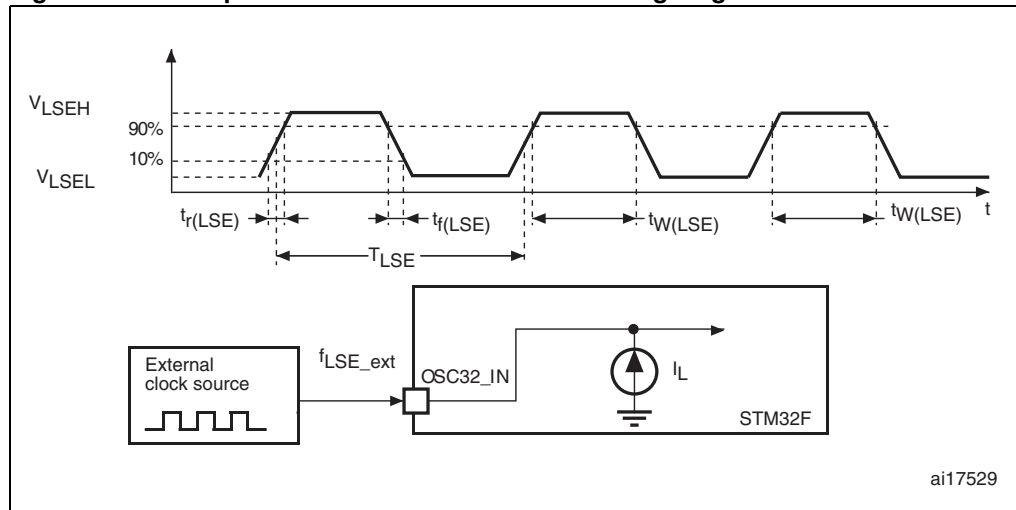 V_LSEH
90%
10%
V_LSEL
t_r(LSE)
t_f(LSE)
t_W(LSE)
t_W(LSE)
t
T_LSE
External
clock source
f_LSE_ext
OSC32_IN
I_L
STM32F
ai17529